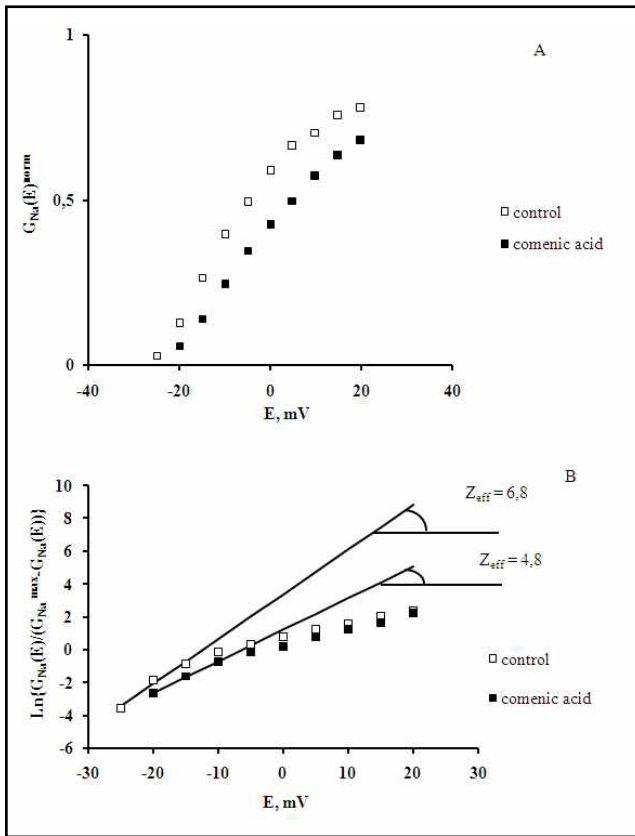 A
1
0,5
0
G_Na(E)^norm
-40 -20 0 20 40
E, mV
□ control
■ comenic acid
B
10
8
6
4
2
0
-2
-4
-6
Ln{G_Na(E)/(G_Na^max-G_Na(E))}
-30 -20 -10 0 10 20 30
E, mV
Z_eff = 6,8
Z_eff = 4,8
□ control
■ comenic acid